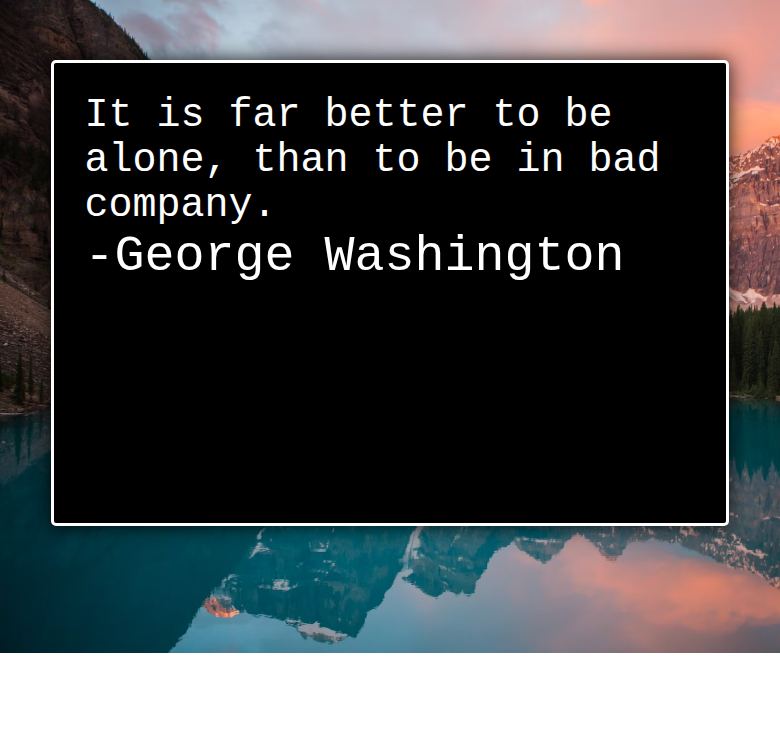 It is far better to be
alone, than to be in bad
company.
-George Washington